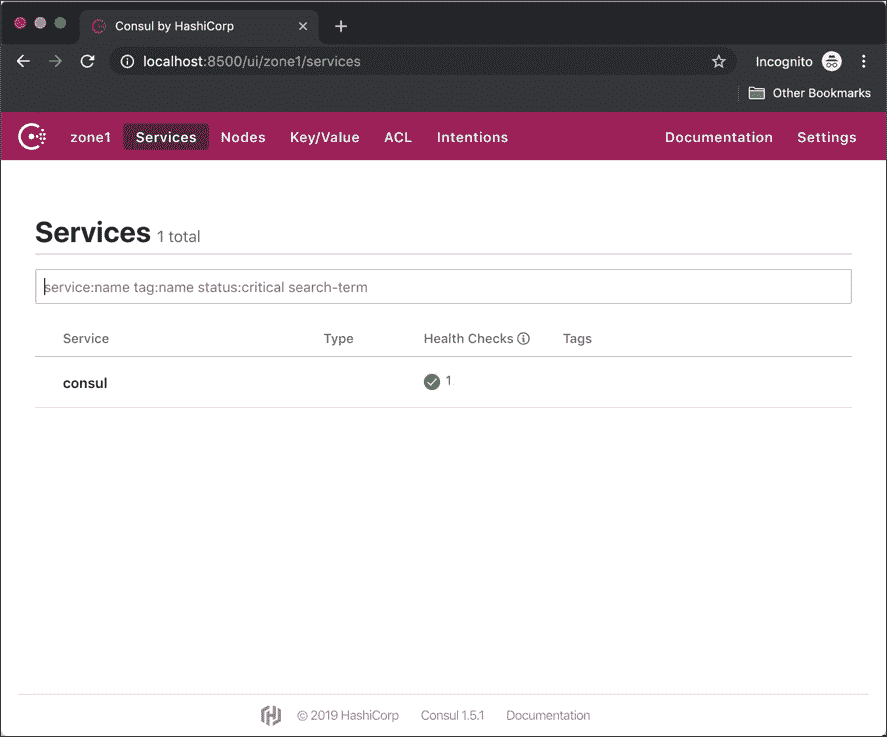 Consul by HashiCorp
localhost:8500/ui/zone1/services
Incognito
Other Bookmarks
zone1 Services Nodes Key/Value ACL Intentions Documentation Settings
Services 1 total
service:name tag:name status:critical search-term
Service Type Health Checks Tags
consul 1
© 2019 HashiCorp Consul 1.5.1 Documentation